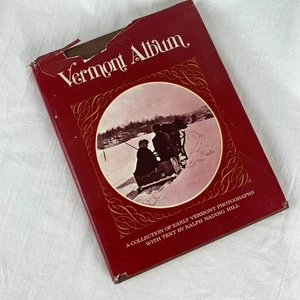 Vermont Album
A COLLECTION OF EARLY VERMONT PHOTOGRAPHS
WITH TEXT BY RALPH NADING HILL